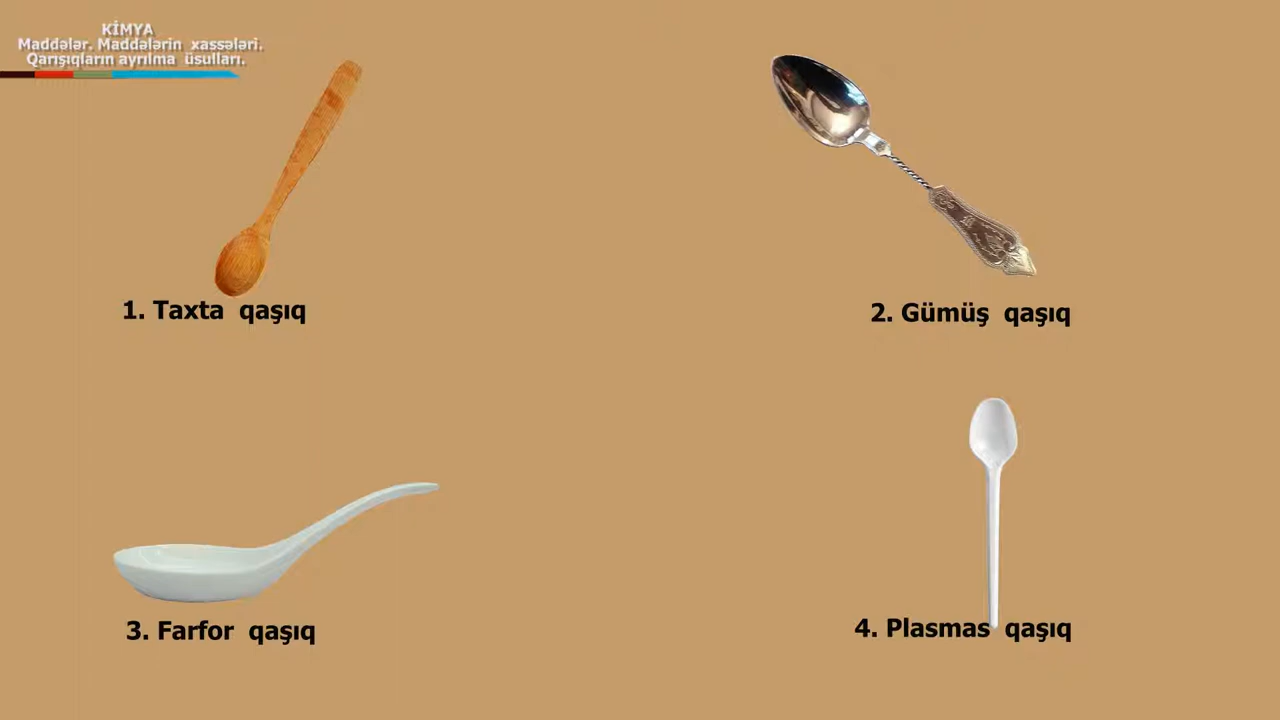 KİMYA
Maddələr. Maddələrin xassələri.
Qarışıqların ayrılma üsulları.
1. Taxta qaşıq
2. Gümüş qaşıq
3. Farfor qaşıq
4. Plasmas qaşıq